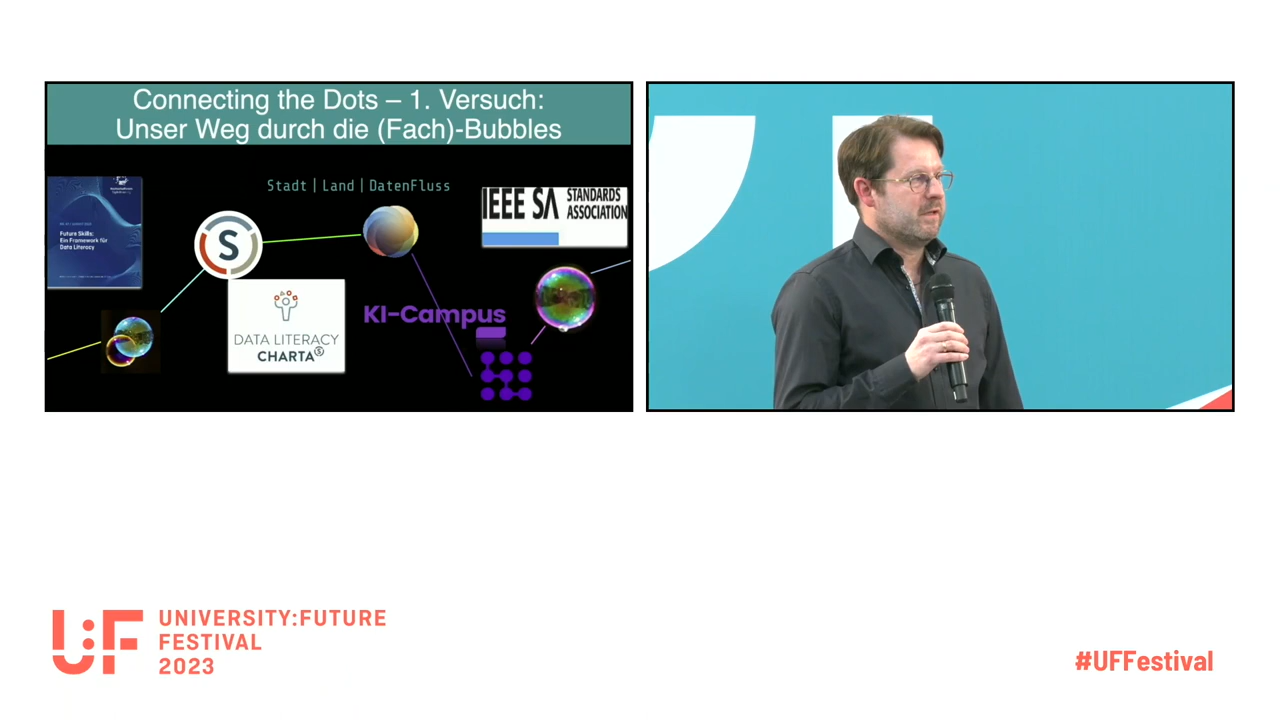 Connecting the Dots – 1. Versuch:
Unser Weg durch die (Fach)-Bubbles
Stadt | Land | DatenFluss
IEEE SA
STANDARDS
ASSOCIATION
Future Skills:
Ein Framework für
Data Literacy
S
KI-Campus
DATA LITERACY
CHARTA
U:F
UNIVERSITY:FUTURE
FESTIVAL
2023
#UFFestival